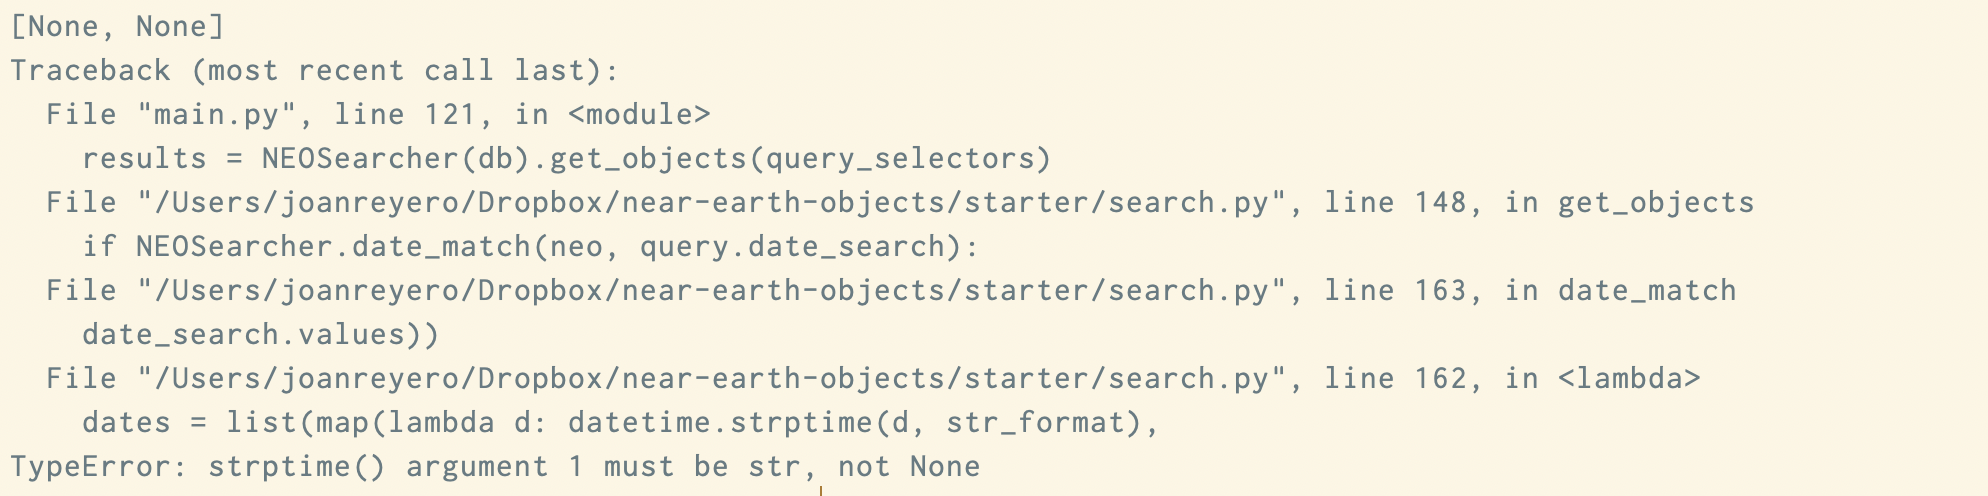 [None, None]
Traceback (most recent call last):
  File "main.py", line 121, in <module>
    results = NEOSearcher(db).get_objects(query_selectors)
  File "/Users/joanreyero/Dropbox/near-earth-objects/starter/search.py", line 148, in get_objects
    if NEOSearcher.date_match(neo, query.date_search):
  File "/Users/joanreyero/Dropbox/near-earth-objects/starter/search.py", line 163, in date_match
    date_search.values))
  File "/Users/joanreyero/Dropbox/near-earth-objects/starter/search.py", line 162, in <lambda>
    dates = list(map(lambda d: datetime.strptime(d, str_format),
TypeError: strptime() argument 1 must be str, not None